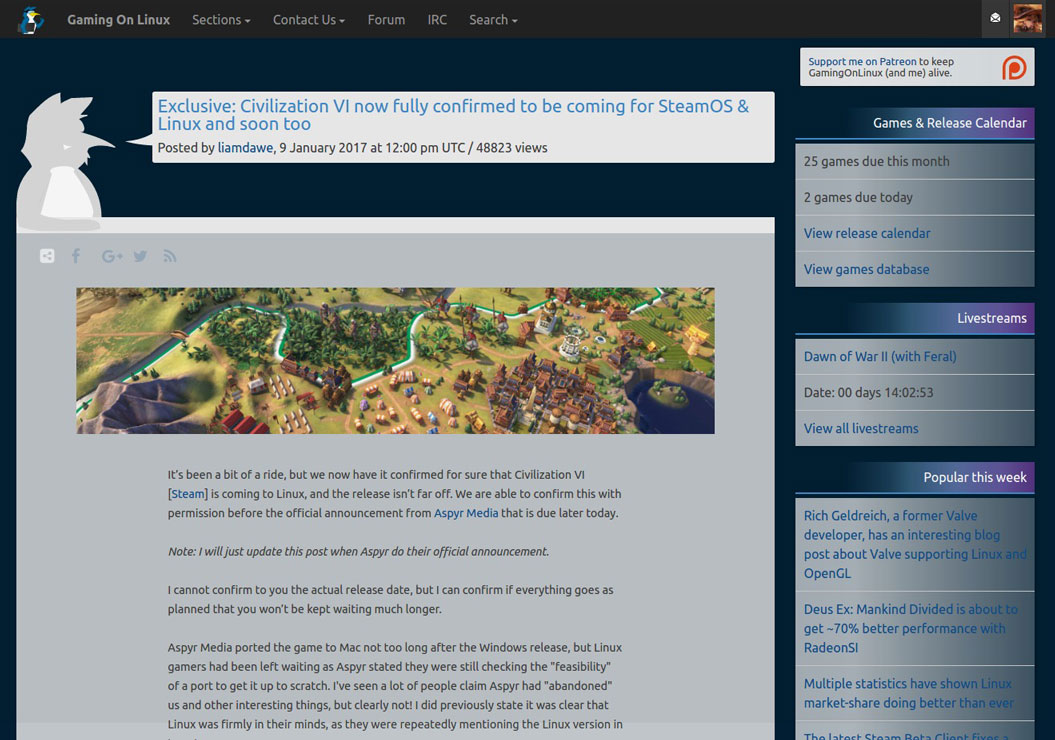 Gaming On Linux Sections Contact Us Forum IRC Search
Support me on Patreon to keep
GamingOnLinux (and me) alive.
Exclusive: Civilization VI now fully confirmed to be coming for SteamOS &
Linux and soon too
Posted by liamdawe, 9 January 2017 at 12:00 pm UTC / 48823 views
It's been a bit of a ride, but we now have it confirmed for sure that Civilization VI
[Steam] is coming to Linux, and the release isn't far off. We are able to confirm this with
permission before the official announcement from Aspyr Media that is due later today.
Note: I will just update this post when Aspyr do their official announcement.
I cannot confirm to you the actual release date, but I can confirm if everything goes as
planned that you won't be kept waiting much longer.
Aspyr Media ported the game to Mac not too long after the Windows release, but Linux
gamers had been left waiting as Aspyr stated they were still checking the "feasibility"
of a port to get it up to scratch. I've seen a lot of people claim Aspyr had "abandoned"
us and other interesting things, but clearly not! I did previously state it was clear that
Linux was firmly in their minds, as they were repeatedly mentioning the Linux version in
Games & Release Calendar
25 games due this month
2 games due today
View release calendar
View games database
Livestreams
Dawn of War II (with Feral)
Date: 00 days 14:02:53
View all livestreams
Popular this week
Rich Geldreich, a former Valve
developer, has an interesting blog
post about Valve supporting Linux and
OpenGL
Deus Ex: Mankind Divided is about to
get ~70% better performance with
RadeonSI
Multiple statistics have shown Linux
market-share doing better than ever
The latest Steam Beta Client fixes a